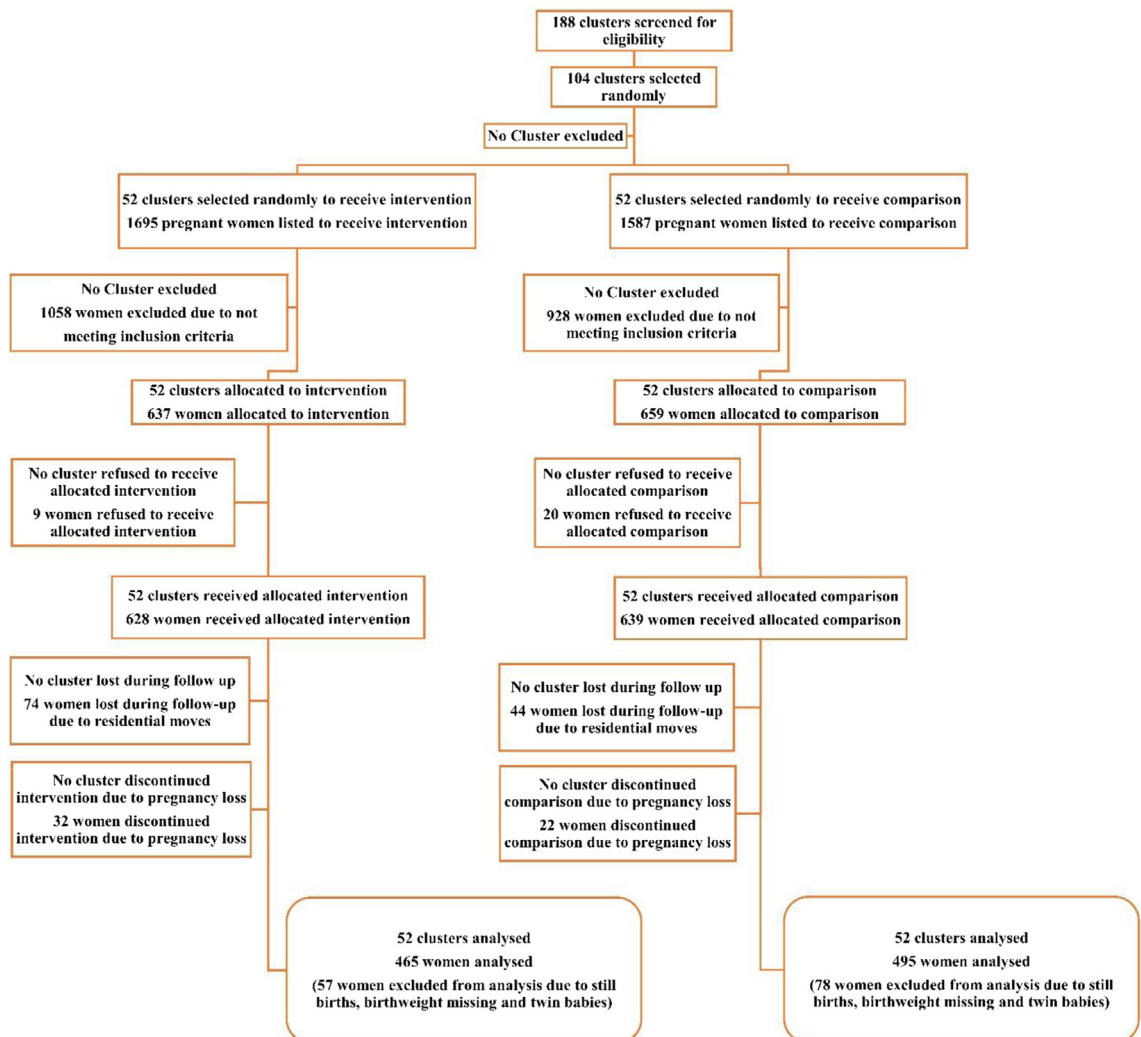 188 clusters screened for
eligibility
104 clusters selected
randomly
No Cluster excluded
52 clusters selected randomly to receive intervention
1695 pregnant women listed to receive intervention
52 clusters selected randomly to receive comparison
1587 pregnant women listed to receive comparison
No Cluster excluded
1058 women excluded due to not
meeting inclusion criteria
No Cluster excluded
928 women excluded due to not
meeting inclusion criteria
52 clusters allocated to intervention
637 women allocated to intervention
52 clusters allocated to comparison
659 women allocated to comparison
No cluster refused to receive
allocated intervention
9 women refused to receive
allocated intervention
No cluster refused to receive
allocated comparison
20 women refused to receive
allocated comparison
52 clusters received allocated intervention
628 women received allocated intervention
52 clusters received allocated comparison
639 women received allocated comparison
No cluster lost during follow up
74 women lost during follow-up
due to residential moves
No cluster lost during follow up
44 women lost during follow-up
due to residential moves
No cluster discontinued
intervention due to pregnancy loss
32 women discontinued
intervention due to pregnancy loss
No cluster discontinued
comparison due to pregnancy loss
22 women discontinued
comparison due to pregnancy loss
52 clusters analysed
465 women analysed
(57 women excluded from analysis due to still
births, birthweight missing and twin babies)
52 clusters analysed
495 women analysed
(78 women excluded from analysis due to still
births, birthweight missing and twin babies)